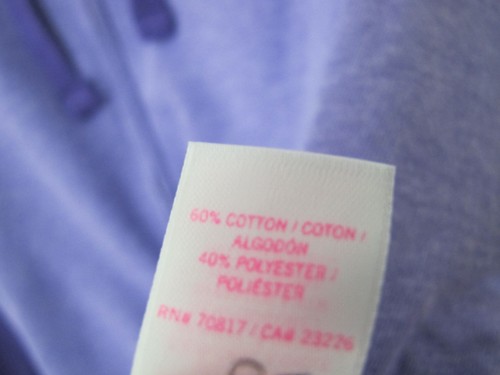 60% COTTON / COTON /
ALGODÓN
40% POLYESTER /
POLIÉSTER
RN# 70817 / CA# 23226